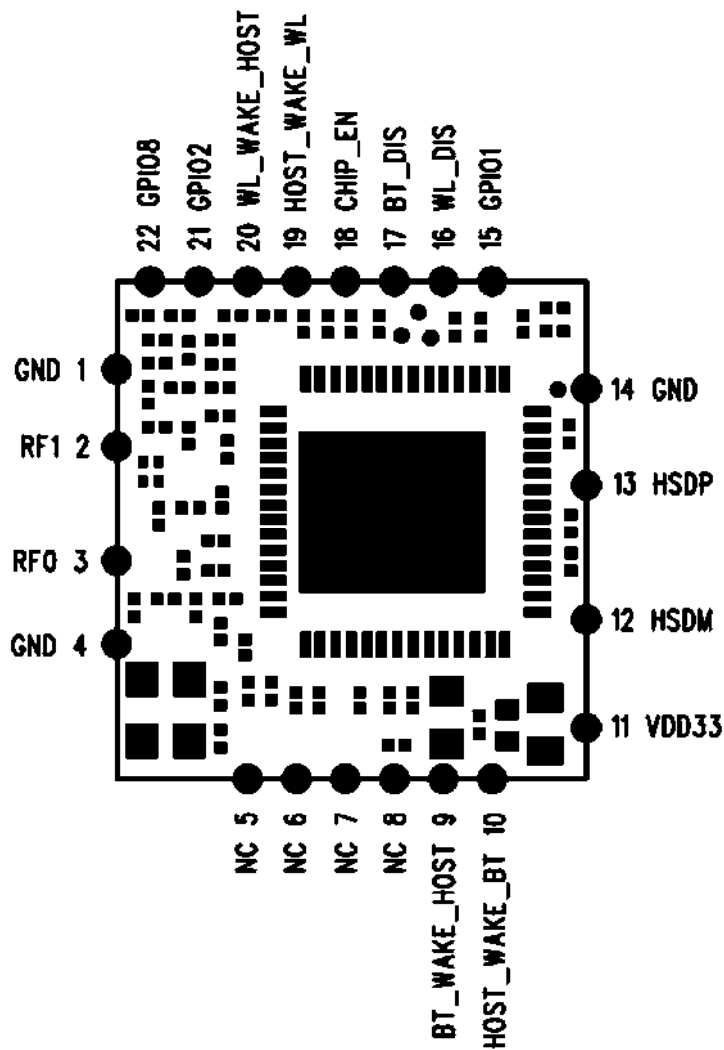 22 GPIO8
21 GPIO2
20 WL_WAKE_HOST
19 HOST_WAKE_WL
18 CHIP_EN
17 BT_DIS
16 WL_DIS
15 GPIO1
GND 1
RF1 2
RF0 3
GND 4
14 GND
13 HSDP
12 HSDM
11 VDD33
NC 5
NC 6
NC 7
NC 8
BT_WAKE_HOST 9
HOST_WAKE_BT 10